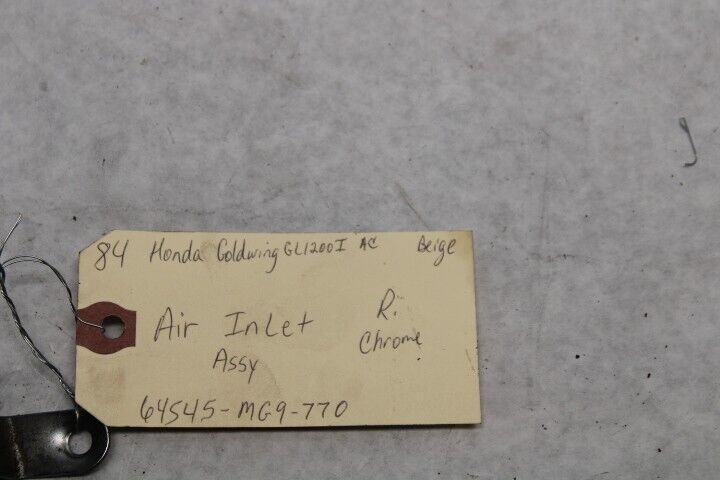 84 Honda Goldwing GL1200I AC Beige
Air Inlet R.
Assy Chrome
64545-MG9-770